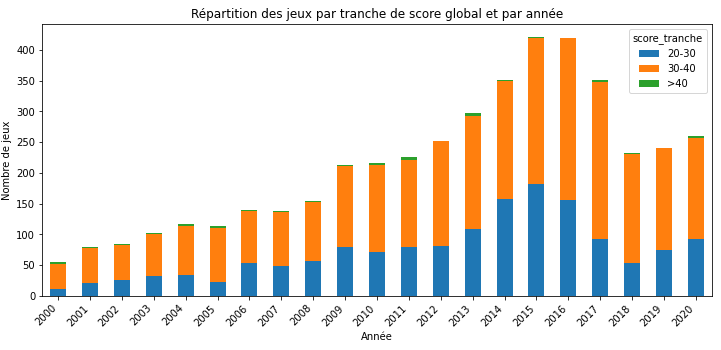 Répartition des jeux par tranche de score global et par année
score_tranche
20-30
30-40
>40
Nombre de jeux
400
350
300
250
200
150
100
50
0
2000 2001 2002 2003 2004 2005 2006 2007 2008 2009 2010 2011 2012 2013 2014 2015 2016 2017 2018 2019 2020
Année